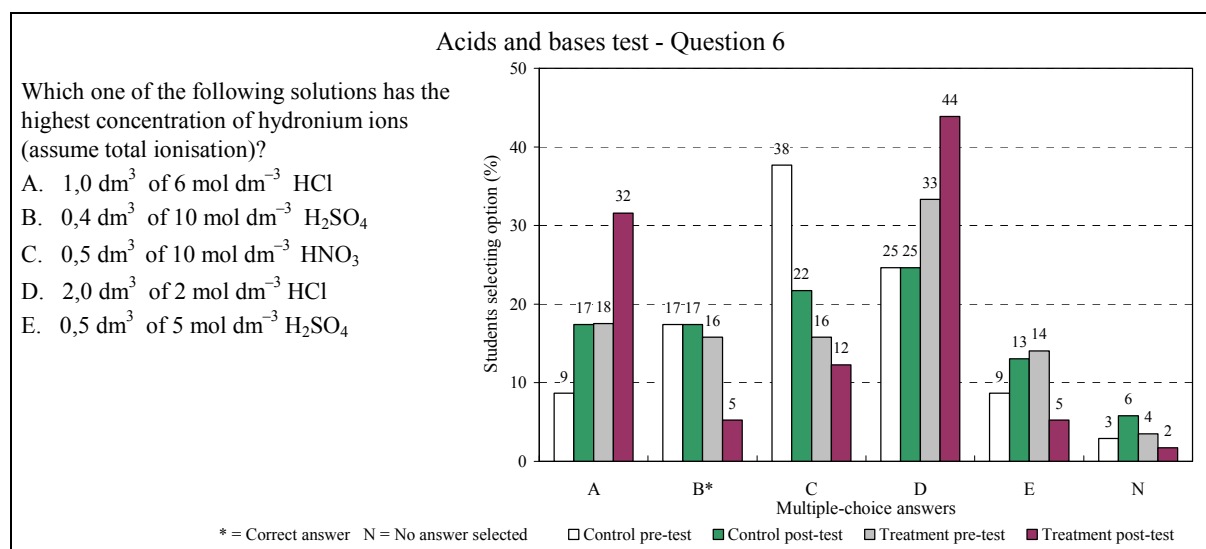 Acids and bases test - Question 6
Which one of the following solutions has the
highest concentration of hydronium ions
(assume total ionisation)?
A. 1,0 dm³ of 6 mol dm⁻³ HCl
B. 0,4 dm³ of 10 mol dm⁻³ H₂SO₄
C. 0,5 dm³ of 10 mol dm⁻³ HNO₃
D. 2,0 dm³ of 2 mol dm⁻³ HCl
E. 0,5 dm³ of 5 mol dm⁻³ H₂SO₄
Students selecting option (%)
50
40
30
20
10
0
9 17 18 32
17 17 16 5
38 22 16 12
25 25 33 44
9 13 14 5
3 6 4 2
A B* C D E N
Multiple-choice answers
* = Correct answer N = No answer selected Control pre-test Control post-test Treatment pre-test Treatment post-test